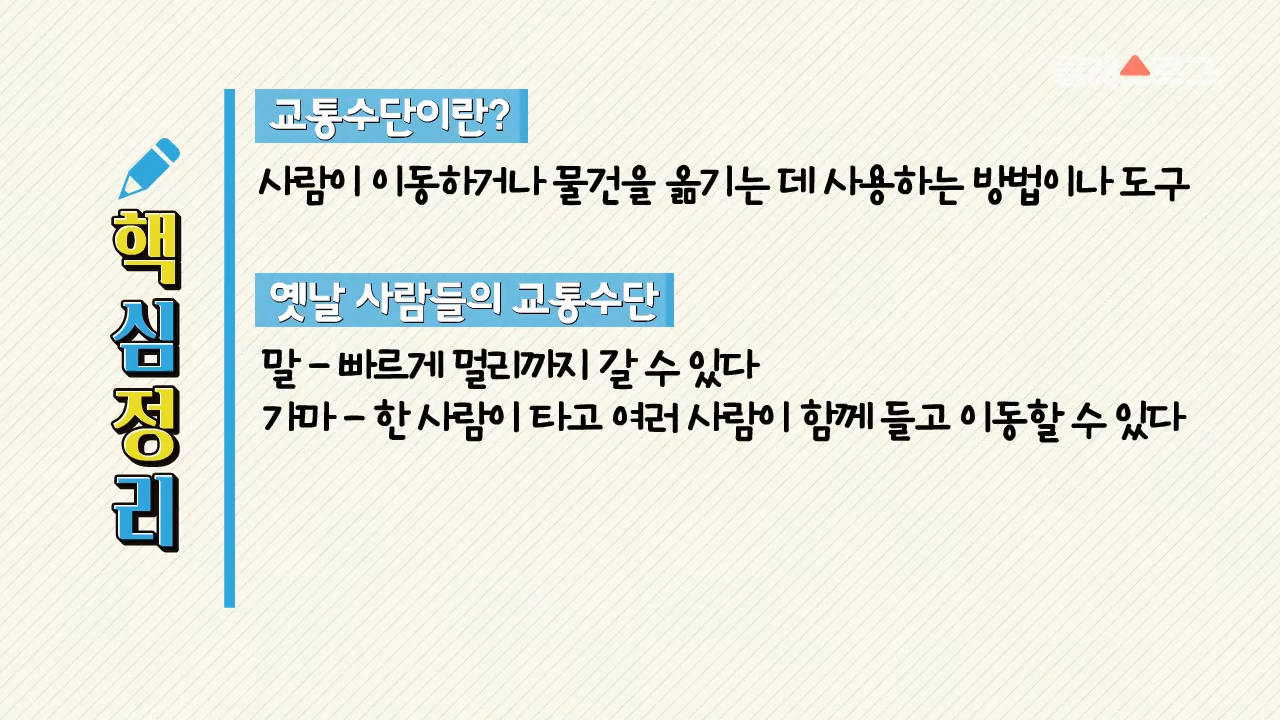 핵심정리
교통수단이란?
사람이 이동하거나 물건을 옮기는 데 사용하는 방법이나 도구
옛날 사람들의 교통수단
말 - 빠르게 멀리까지 갈 수 있다
가마 - 한 사람이 타고 여러 사람이 함께 들고 이동할 수 있다